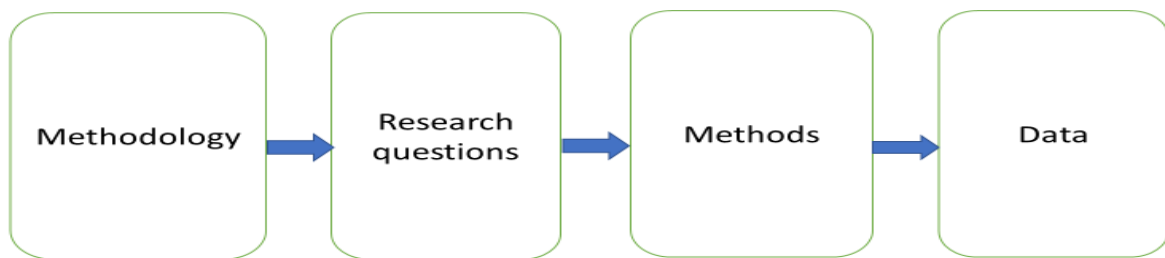 Methodology
Research
questions
Methods
Data